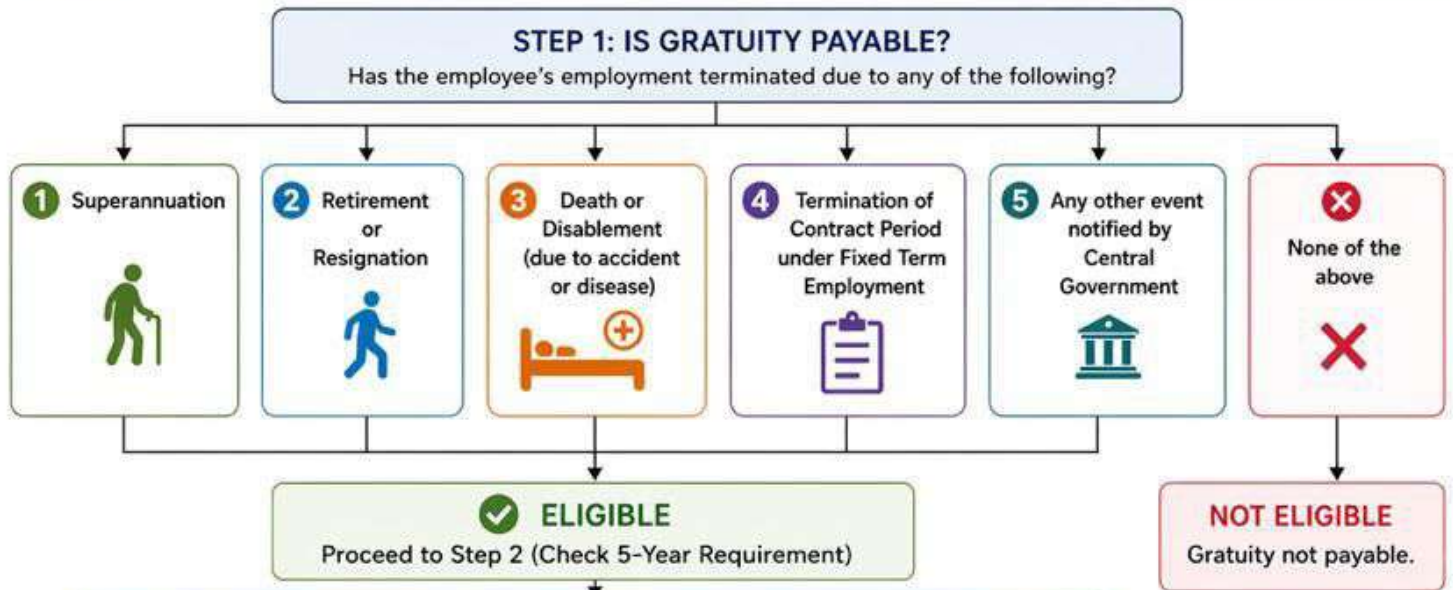 STEP 1: IS GRATUITY PAYABLE?
Has the employee's employment terminated due to any of the following?
1 Superannuation
2 Retirement
or
Resignation
3 Death or
Disablement
(due to accident
or disease)
4 Termination of
Contract Period
under Fixed Term
Employment
5 Any other event
notified by
Central
Government
None of the
above
ELIGIBLE
Proceed to Step 2 (Check 5-Year Requirement)
NOT ELIGIBLE
Gratuity not payable.